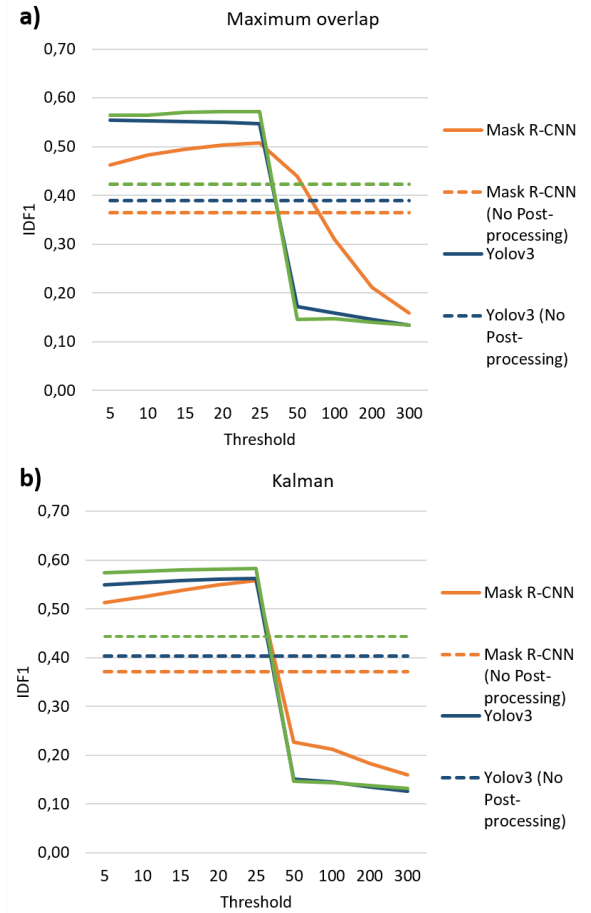 a)
Maximum overlap
0,70
0,60
0,50
0,40
0,30
0,20
0,10
0,00
IDF1
5 10 15 20 25 50 100 200 300
Threshold
Mask R-CNN
Mask R-CNN
(No Post-
processing)
Yolov3
Yolov3 (No
Post-
processing)
b)
Kalman
0,70
0,60
0,50
0,40
0,30
0,20
0,10
0,00
IDF1
5 10 15 20 25 50 100 200 300
Threshold
Mask R-CNN
Mask R-CNN
(No Post-
processing)
Yolov3
Yolov3 (No
Post-
processing)